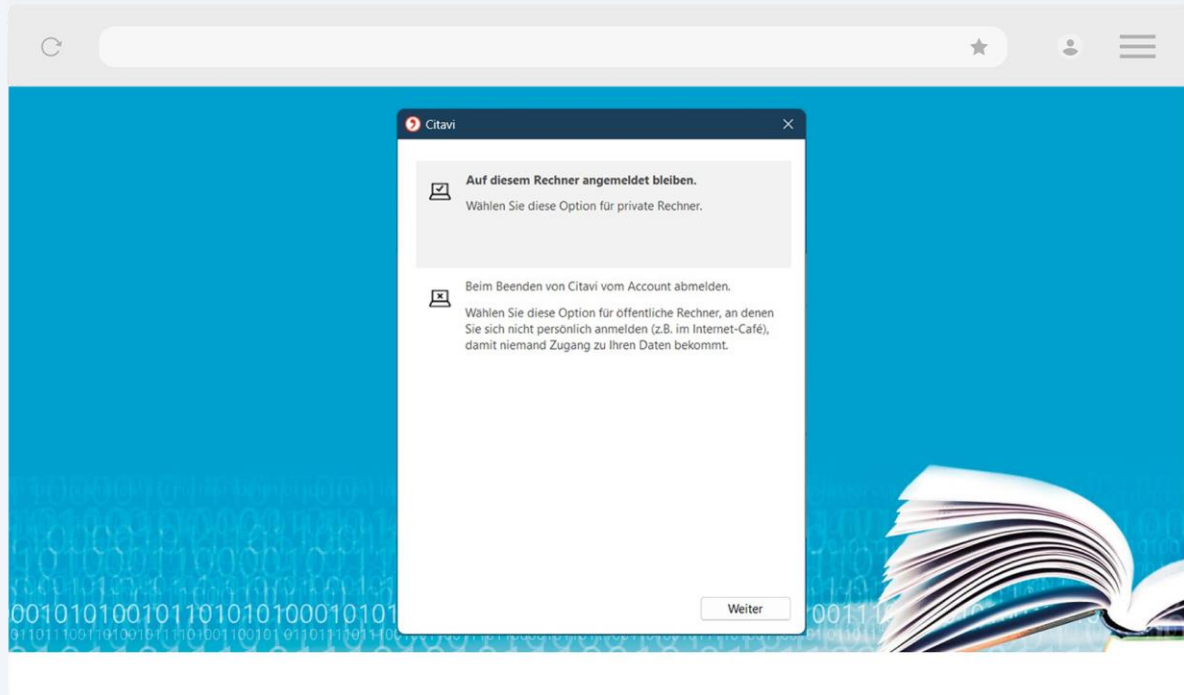 Citavi
Auf diesem Rechner angemeldet bleiben.
Wählen Sie diese Option für private Rechner.
Beim Beenden von Citavi vom Account abmelden.
Wählen Sie diese Option für öffentliche Rechner, an denen
Sie sich nicht persönlich anmelden (z.B. im Internet-Café),
damit niemand Zugang zu Ihren Daten bekommt.
Weiter